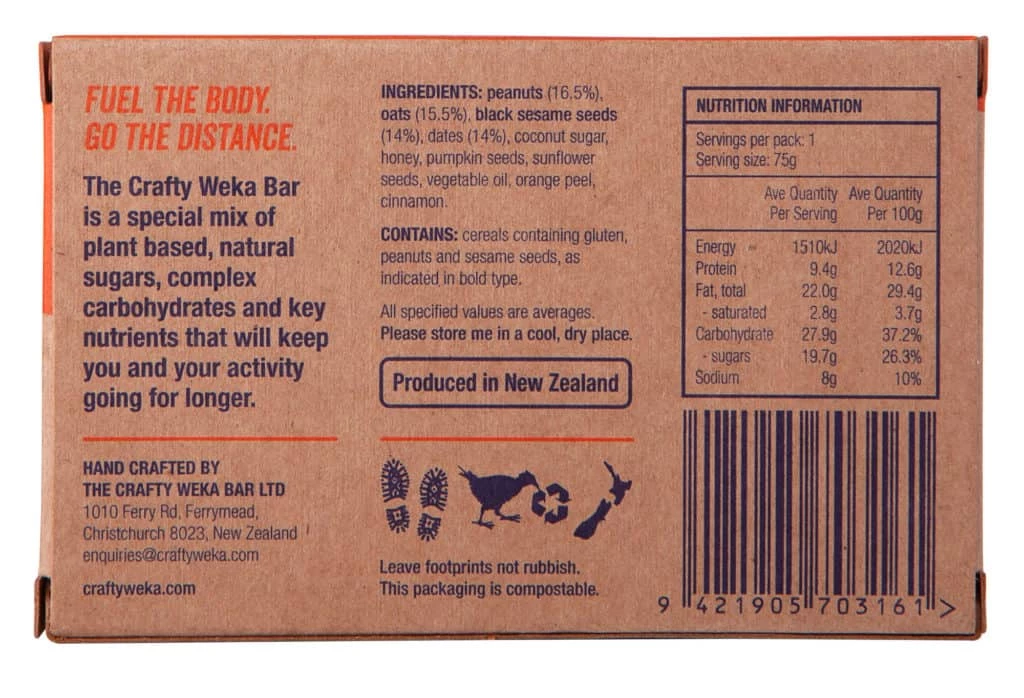 FUEL THE BODY.
GO THE DISTANCE.
The Crafty Weka Bar
is a special mix of
plant based, natural
sugars, complex
carbohydrates and key
nutrients that will keep
you and your activity
going for longer.
HAND CRAFTED BY
THE CRAFTY WEKA BAR LTD
1010 Ferry Rd, Ferrymead,
Christchurch 8023, New Zealand
enquiries@craftyweka.com
craftyweka.com
INGREDIENTS: peanuts (16.5%),
oats (15.5%), black sesame seeds
(14%), dates (14%), coconut sugar,
honey, pumpkin seeds, sunflower
seeds, vegetable oil, orange peel,
cinnamon.
CONTAINS: cereals containing gluten,
peanuts and sesame seeds, as
indicated in bold type.
All specified values are averages.
Please store me in a cool, dry place.
Produced in New Zealand
Leave footprints not rubbish.
This packaging is compostable.
NUTRITION INFORMATION
Servings per pack: 1
Serving size: 75g
Ave Quantity Ave Quantity
Per Serving Per 100g
Energy 1510kJ 2020kJ
Protein 9.4g 12.6g
Fat, total 22.0g 29.4g
- saturated 2.8g 3.7g
Carbohydrate 27.9g 37.2%
- sugars 19.7g 26.3%
Sodium 8g 10%
9 421905 703161 >